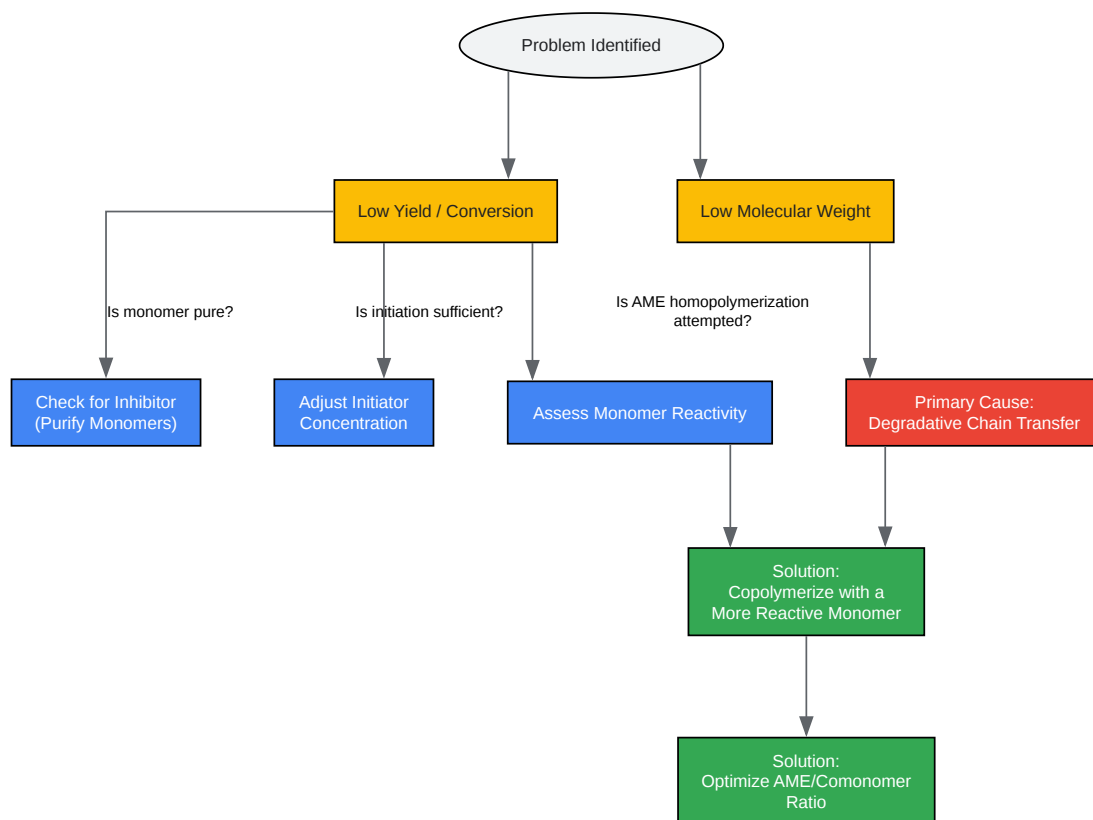 Problem Identified
Low Yield / Conversion
Low Molecular Weight
Is monomer pure?
Is initiation sufficient?
Is AME homopolymerization
attempted?
Check for Inhibitor
(Purify Monomers)
Adjust Initiator
Concentration
Assess Monomer Reactivity
Primary Cause:
Degradative Chain Transfer
Solution:
Copolymerize with a
More Reactive Monomer
Solution:
Optimize AME/Comonomer
Ratio